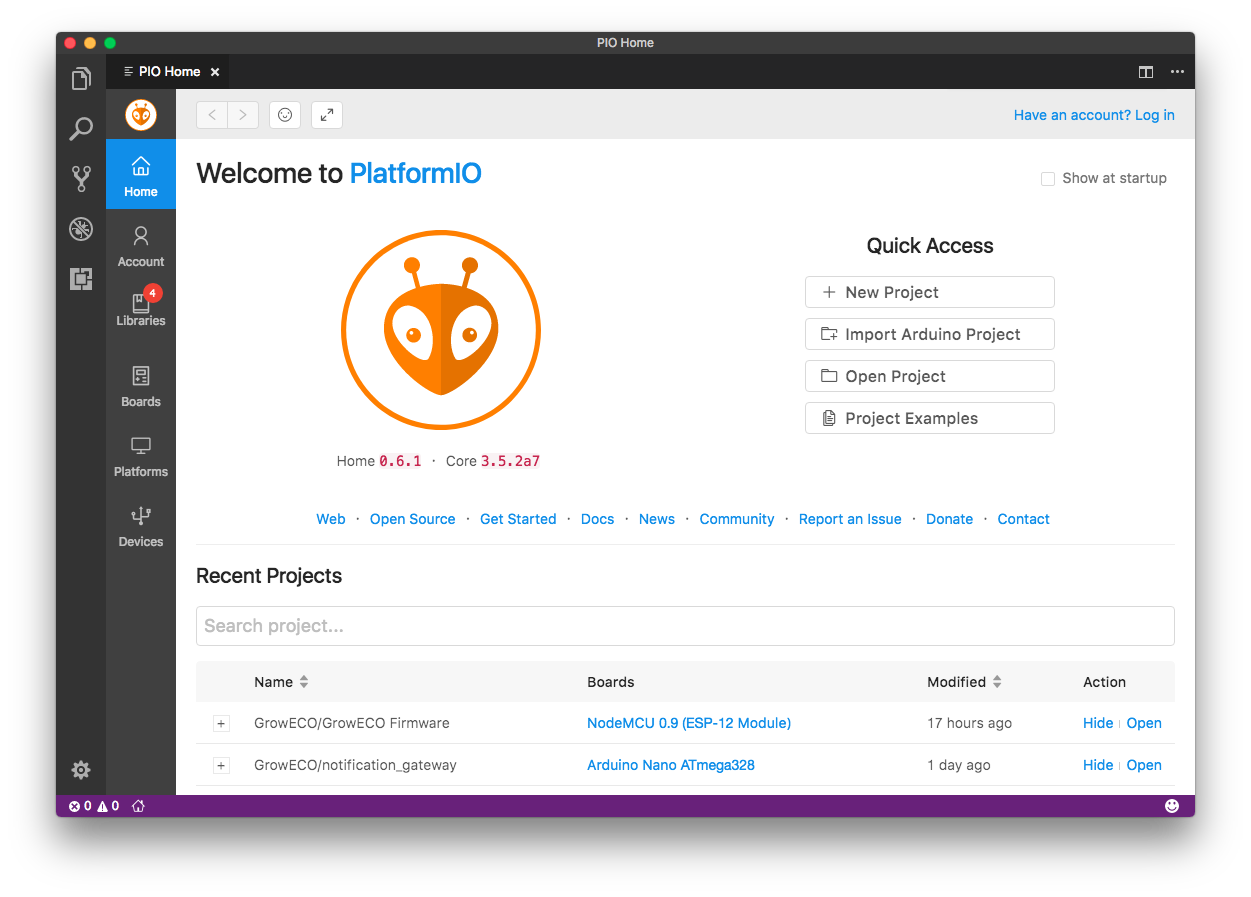 PIO Home
PIO Home
Have an account? Log in
Home
Account
4
Libraries
Boards
Platforms
Devices
Welcome to PlatformIO
Show at startup
Quick Access
New Project
Import Arduino Project
Open Project
Project Examples
Home 0.6.1 · Core 3.5.2a7
Web · Open Source · Get Started · Docs · News · Community · Report an Issue · Donate · Contact
Recent Projects
Search project...
Name Boards Modified Action
GrowECO/GrowECO Firmware NodeMCU 0.9 (ESP-12 Module) 17 hours ago Hide Open
GrowECO/notification_gateway Arduino Nano ATmega328 1 day ago Hide Open
0 0